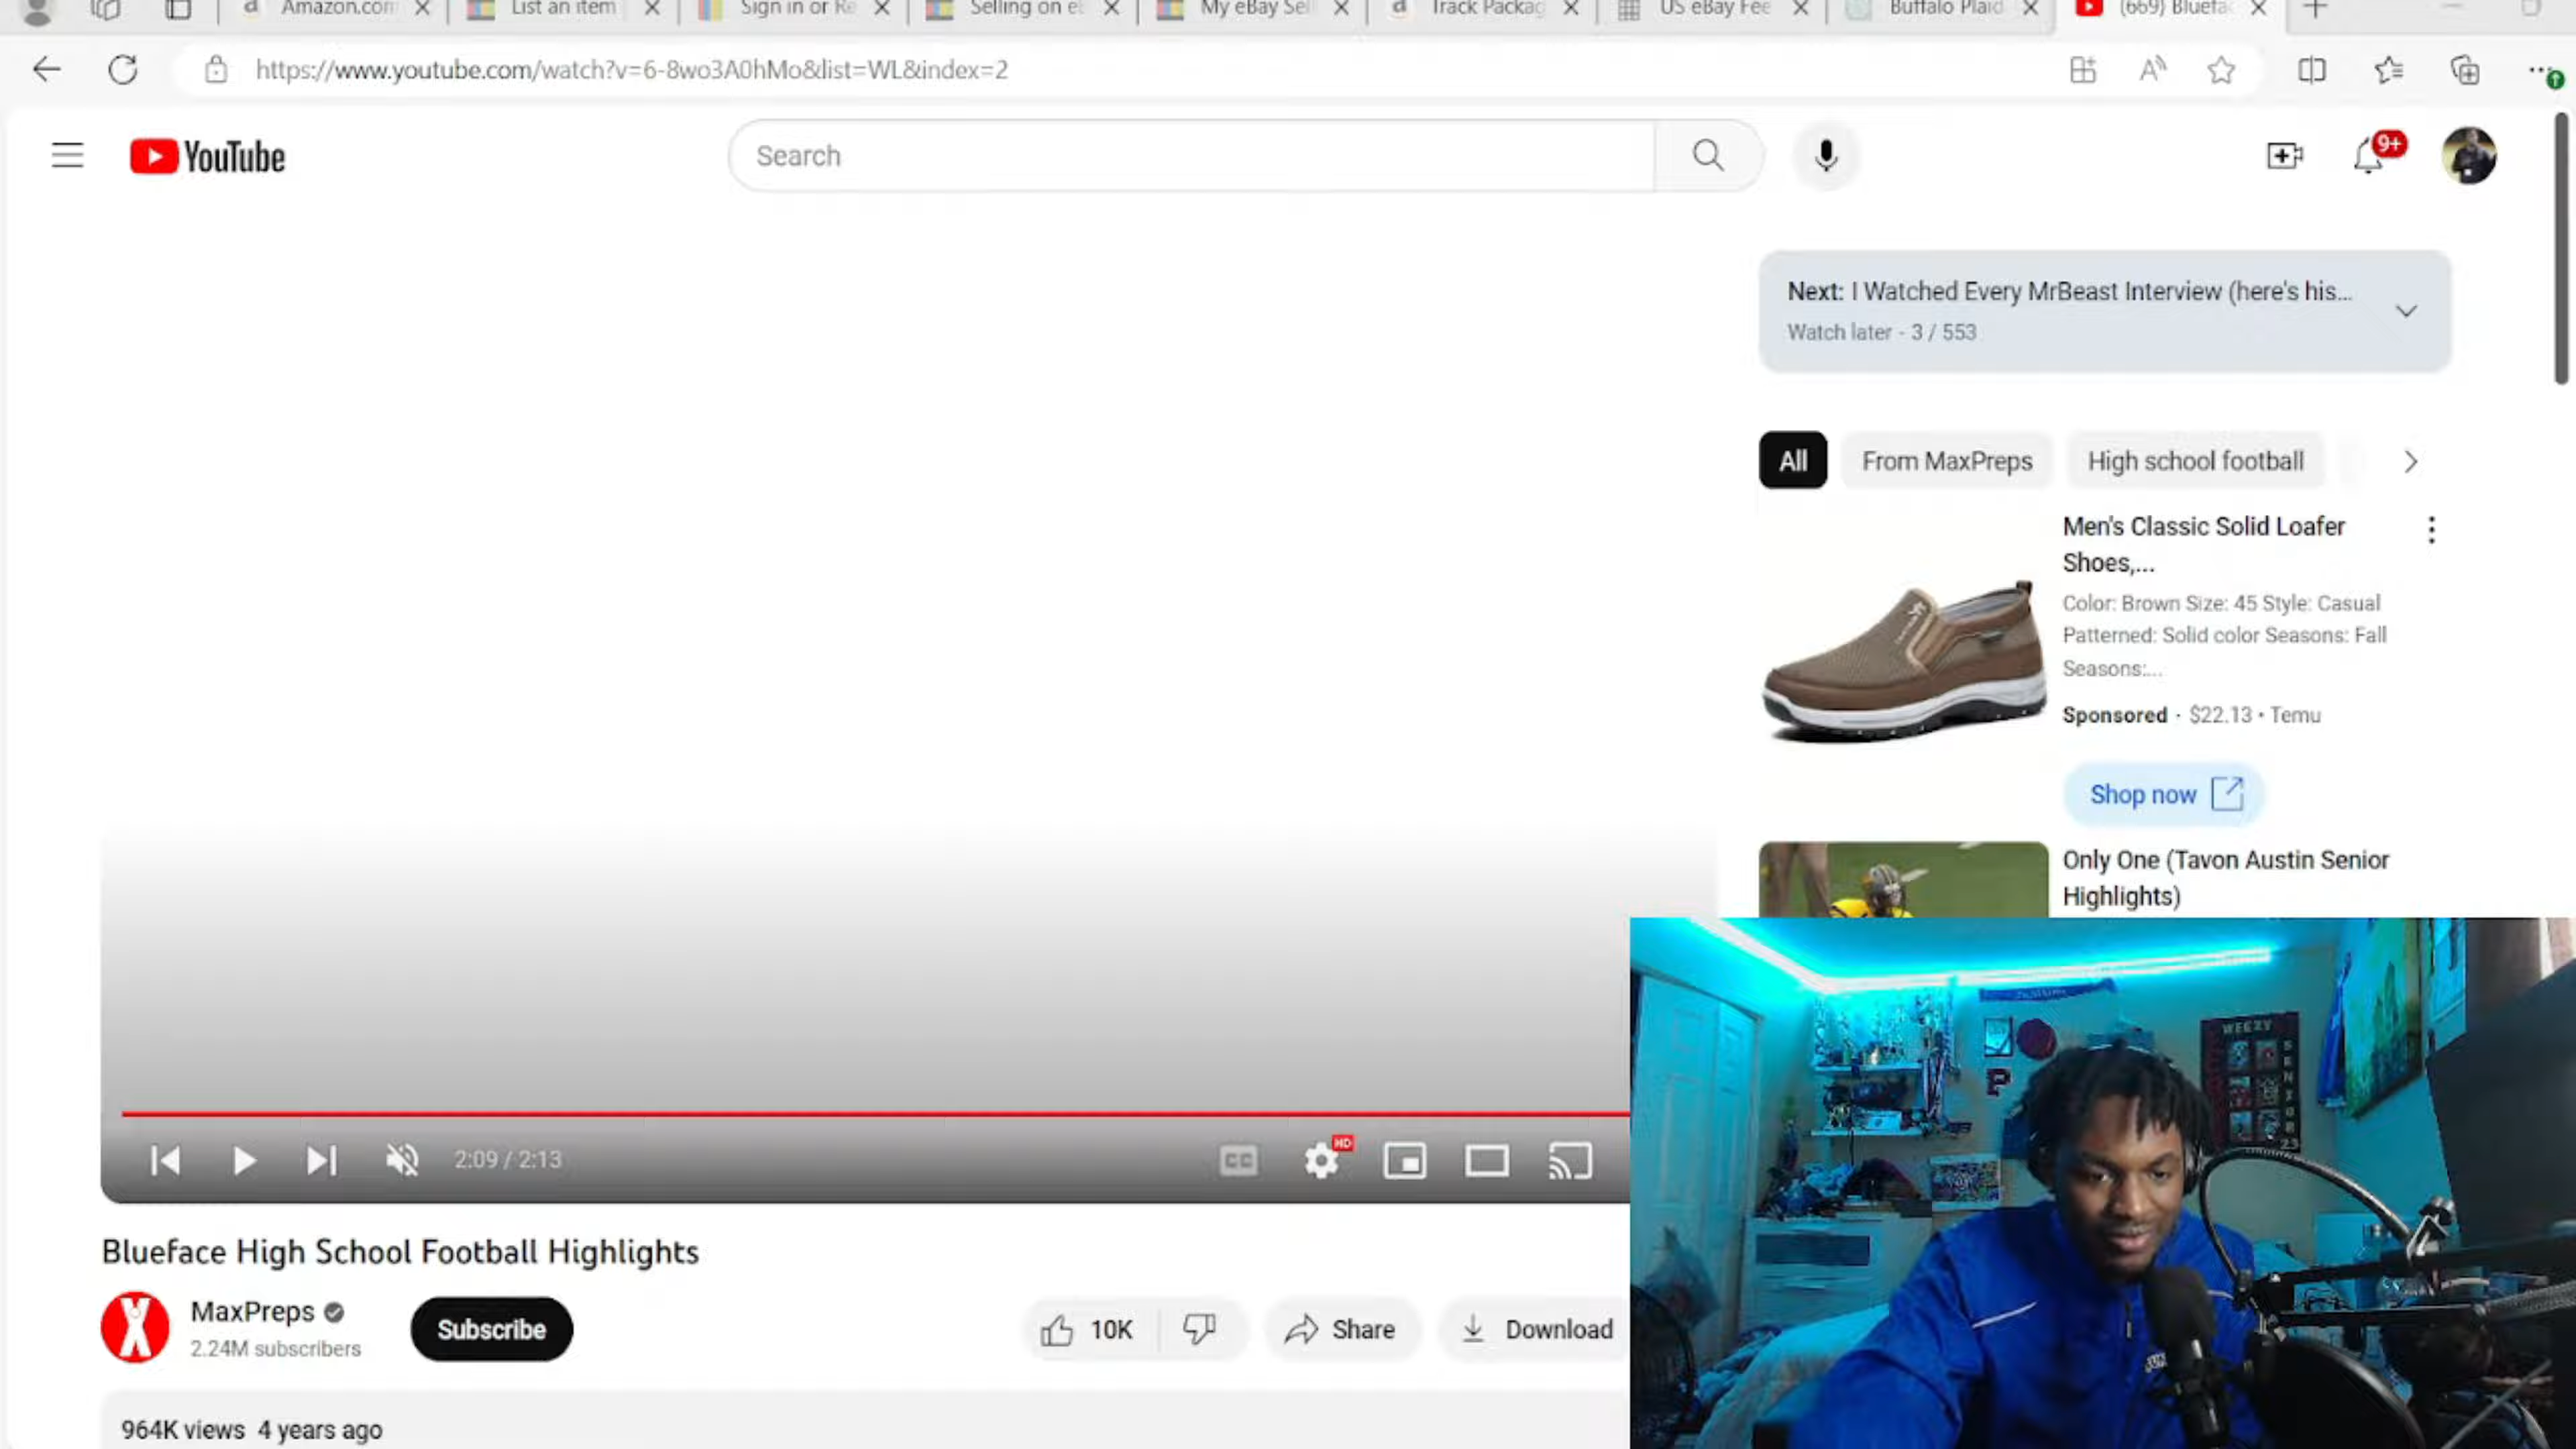 Amazon.com
List an item
Sign in or Re
Selling on eB
My eBay Sell
Track Packag
US eBay Fee
Buffalo Plaid
(669) Bluefa
https://www.youtube.com/watch?v=6-8wo3A0hMo&list=WL&index=2
YouTube
Search
9+
Next: I Watched Every MrBeast Interview (here's his...
Watch later - 3 / 553
All
From MaxPreps
High school football
Men's Classic Solid Loafer
Shoes,...
Color: Brown Size: 45 Style: Casual
Patterned: Solid color Seasons: Fall
Seasons:...
Sponsored · $22.13 • Temu
Shop now
Only One (Tavon Austin Senior
Highlights)
WEEZY
SENIOR
23
P
CC
HD
2:09 / 2:13
Blueface High School Football Highlights
MaxPreps
2.24M subscribers
Subscribe
10K
Share
Download
964K views 4 years ago